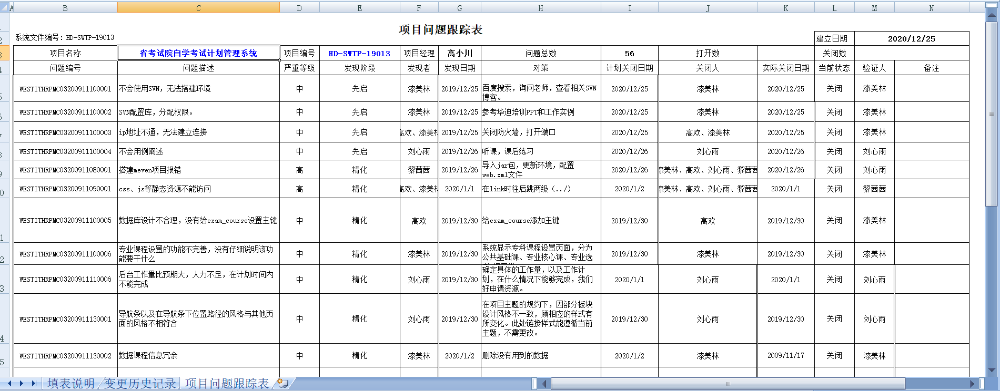 A B C D E F G H I J K L M N
项目问题跟踪表
系统文件编号：HD-SWTP-19013 建立日期 2020/12/25
项目名称 省考试院自学考试计划管理系统 项目编号 HD-SWTP-19013 项目经理 高小川 问题总数 56 打开数 关闭数
问题编号 问题描述 严重等级 发现阶段 发现者 发现日期 对策 计划关闭日期 关闭人 实际关闭日期 当前状态 验证人 备注
WESTITHRPMC03200911100001 不会使用SVN，无法搭建环境 中 先启 漆美林 2019/12/25 百度搜索，询问老师，查看相关SVN
博客。 2020/12/25 漆美林 2020/12/25 关闭 漆美林
WESTITHRPMC03200911100002 SVN配置库，分配权限。 中 先启 漆美林 2019/12/25 参考华迪培训PPT和工作实例 2020/12/25 漆美林 2020/12/25 关闭 漆美林
WESTITHRPMC03200911100003 ip地址不通，无法建立连接 中 先启 高欢、漆美林 2019/12/25 关闭防火墙，打开端口 2020/12/25 高欢、漆美林 2020/12/25 关闭 漆美林
WESTITHRPMC03200911100004 不会用例阐述 中 先启 刘心雨 2019/12/26 听课，课后练习 2020/12/26 刘心雨 2020/12/26 关闭 刘心雨
WESTITHRPMC03200911080001 搭建meven项目报错 高 精化 黎茜茜 2019/12/26 导入jar包，更新环境，配置
web.xml文件 2020/12/26 漆美林、高欢、刘心雨、黎茜茜 2020/12/26 关闭 刘心雨
WESTITHRPMC03200911090001 css、js等静态资源不能访问 高 精化 高欢、漆美林 2020/1/1 在link时往后跳两级（../） 2020/1/2 漆美林、高欢、刘心雨、黎茜茜 2020/1/1 关闭 黎茜茜
WESTITHRPMC03200911100005 数据库设计不合理，没有给exam_course设置主键 中 精化 高欢 2019/12/30 给exam_course添加主键 2019/12/30 高欢 2019/12/30 关闭 漆美林
WESTITHRPMC03200911100006 专业课程设置的功能不完善，没有仔细说明该功
能要干什么 中 精化 漆美林 2019/12/30 系统显示专科课程设置页面，分为
公共基础课、专业核心课、专业选 2019/12/30 漆美林 2019/12/30 关闭 漆美林
WESTITHRPMC03200911110006 后台工作量比预期大，人力不足，在计划时间内
不能完成 中 精化 刘心雨 2019/12/30 确定具体的工作量，以及工作计
划，在什么情况下能够完成，我们
好申请资源。 2020/1/1 刘心雨 2020/1/1 关闭 刘心雨
WESTITHRPMC03200911130001 导航条以及在导航条下位置路径的风格与其他页
面的风格不相符合 中 精化 刘心雨 2019/12/30 在项目主题的规约下，因部分板块
设计风格不一致，顾相应的样式有
所变化。此处链接样式能遵循当前
主题，不需更改。 2019/12/30 刘心雨 2019/12/30 关闭 刘心雨
WESTITHRPMC03200911130002 数据课程信息冗余 中 精化 漆美林 2020/1/2 删除没有用到的数据 2020/1/2 漆美林 2009/11/17 关闭 漆美林
填表说明 变更历史记录 项目问题跟踪表